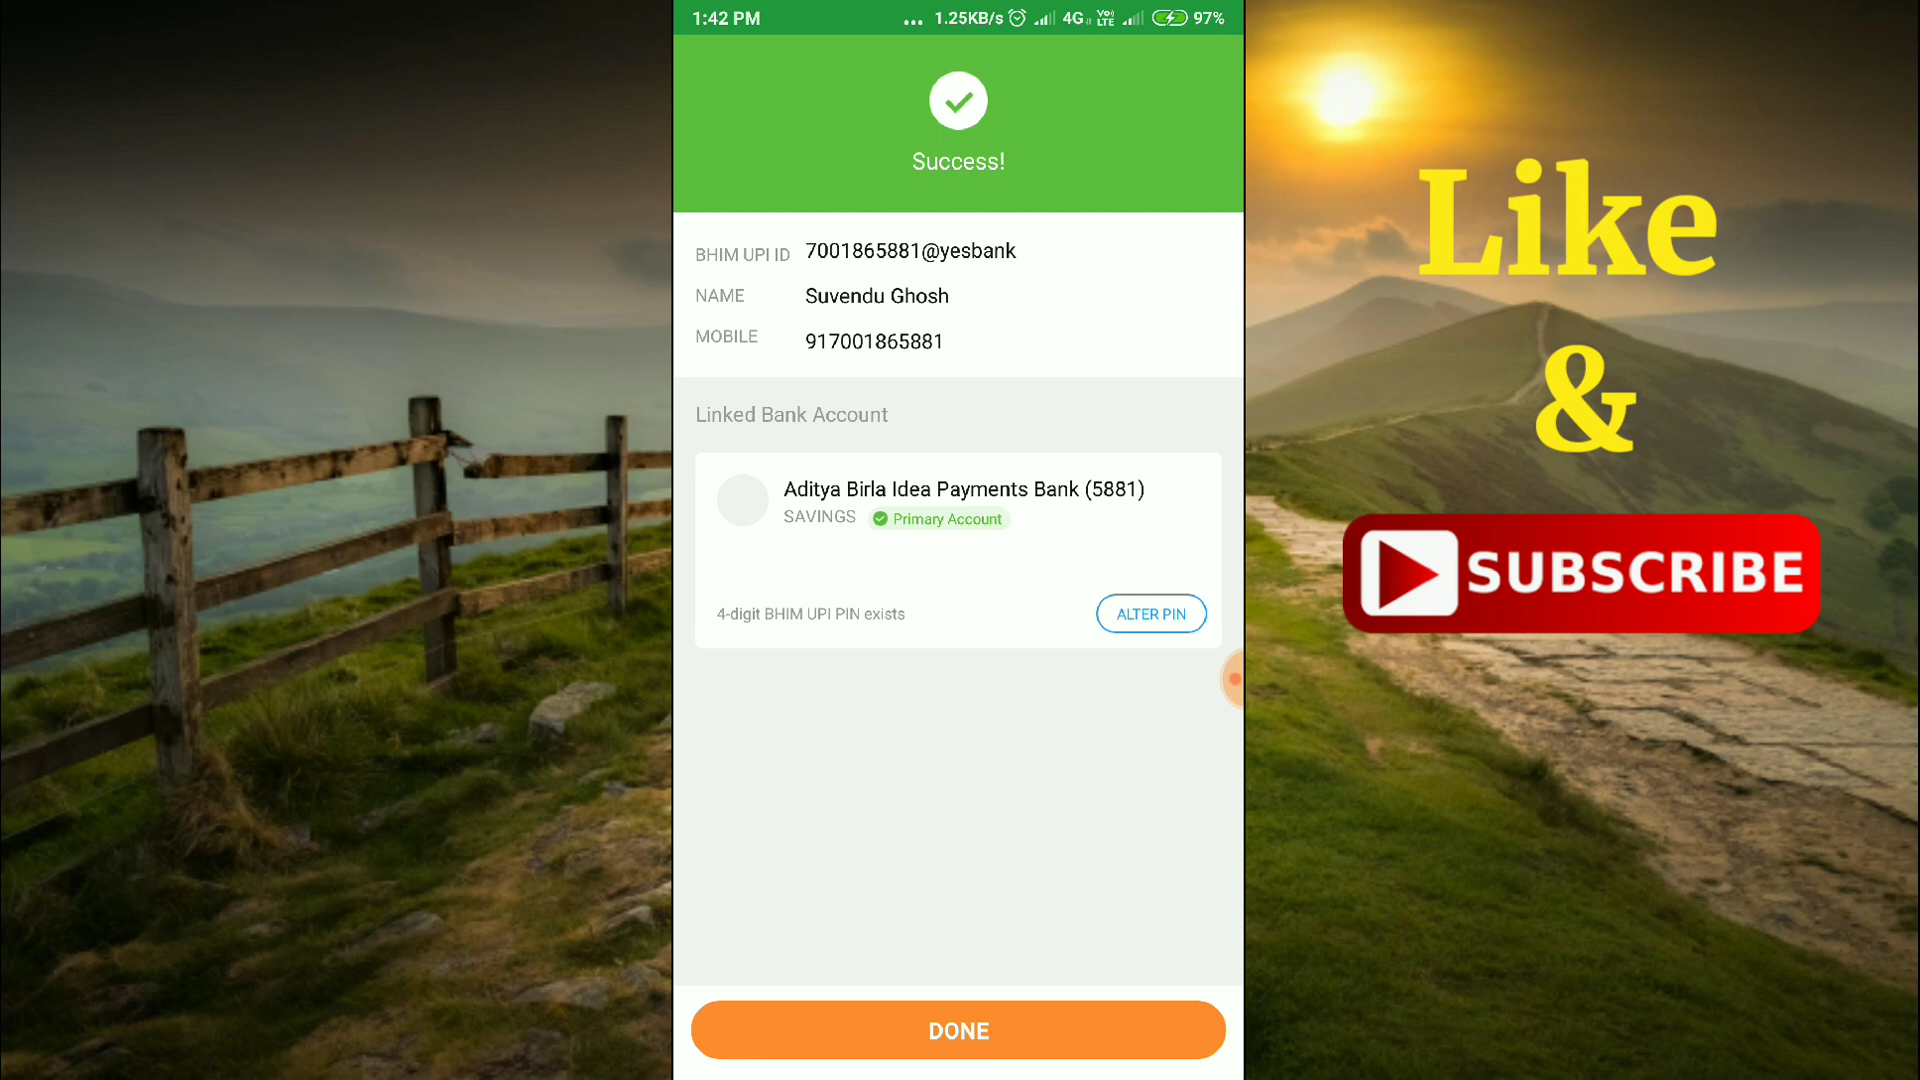 1:42 PM ... 1.25KB/s 4G Vo) LTE 97%
Success!
BHIM UPI ID 7001865881@yesbank
NAME Suvendu Ghosh
MOBILE 917001865881
Linked Bank Account
Aditya Birla Idea Payments Bank (5881)
SAVINGS Primary Account
4-digit BHIM UPI PIN exists ALTER PIN
DONE
Like
&
SUBSCRIBE